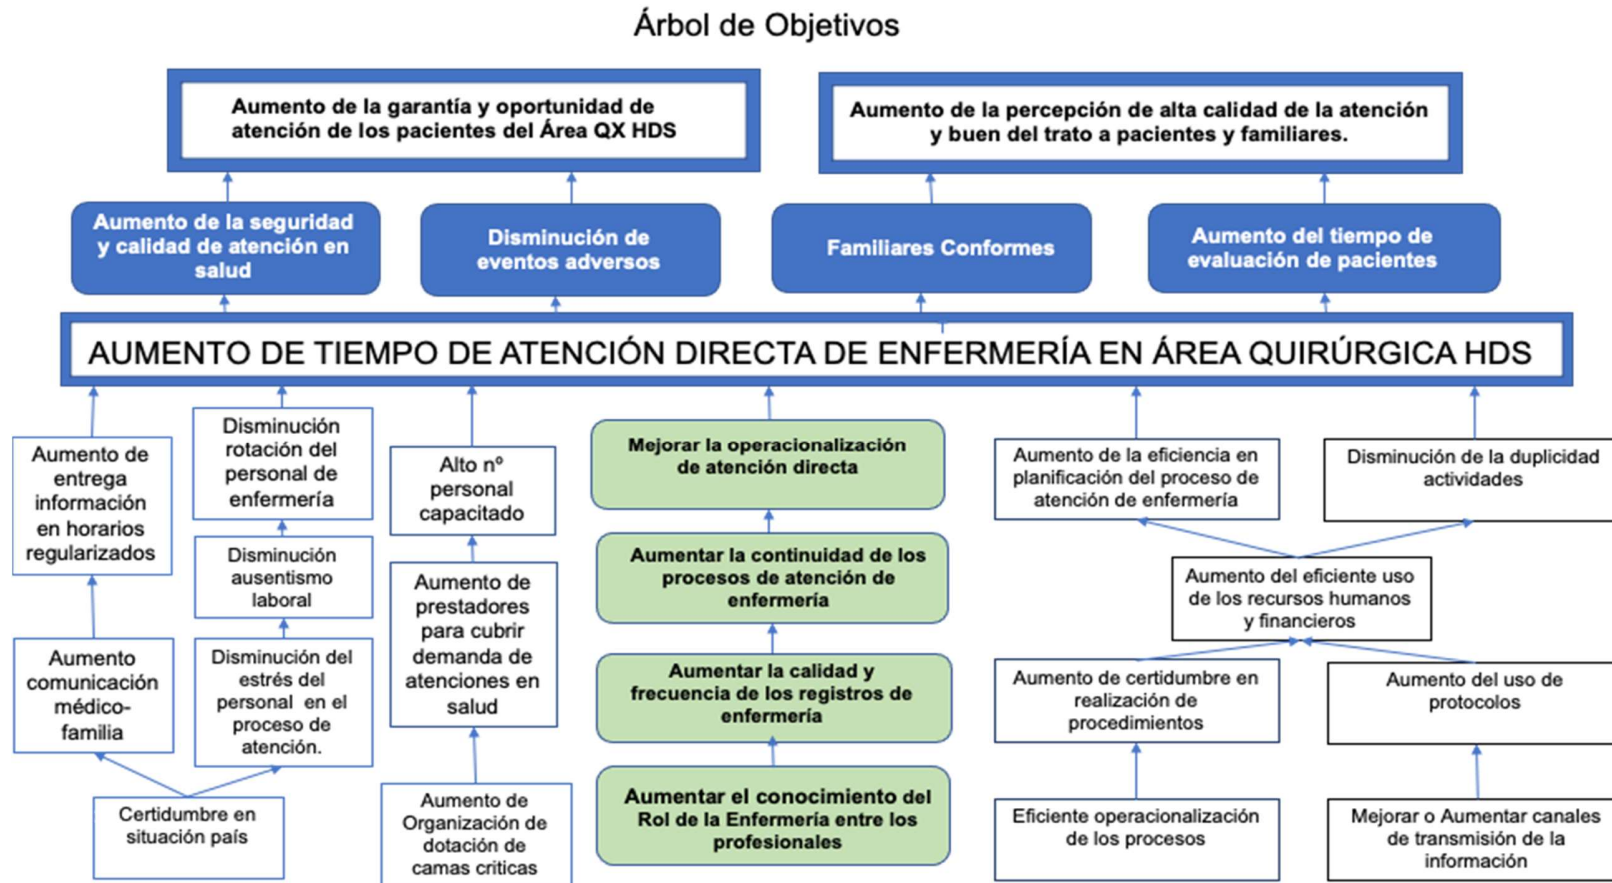 Árbol de Objetivos
Aumento de la garantía y oportunidad de
atención de los pacientes del Área QX HDS
Aumento de la percepción de alta calidad de la atención
y buen del trato a pacientes y familiares.
Aumento de la seguridad
y calidad de atención en
salud
Disminución de
eventos adversos
Familiares Conformes
Aumento del tiempo de
evaluación de pacientes
AUMENTO DE TIEMPO DE ATENCIÓN DIRECTA DE ENFERMERÍA EN ÁREA QUIRÚRGICA HDS
Aumento de
entrega
información
en horarios
regularizados
Disminución
rotación del
personal de
enfermería
Alto nº
personal
capacitado
Mejorar la operacionalización
de atención directa
Aumento de la eficiencia en
planificación del proceso de
atención de enfermería
Disminución de la duplicidad
actividades
Disminución
ausentismo
laboral
Aumento de
prestadores
para cubrir
demanda de
atenciones en
salud
Aumentar la continuidad de los
procesos de atención de
enfermería
Aumento del eficiente uso
de los recursos humanos
y financieros
Aumento
comunicación
médico-
familia
Disminución del
estrés del
personal en el
proceso de
atención.
Aumentar la calidad y
frecuencia de los registros de
enfermería
Aumento de certidumbre en
realización de
procedimientos
Aumento del uso de
protocolos
Certidumbre en
situación país
Aumento de
Organización de
dotación de
camas criticas
Aumentar el conocimiento del
Rol de la Enfermería entre los
profesionales
Eficiente operacionalización
de los procesos
Mejorar o Aumentar canales
de transmisión de la
información